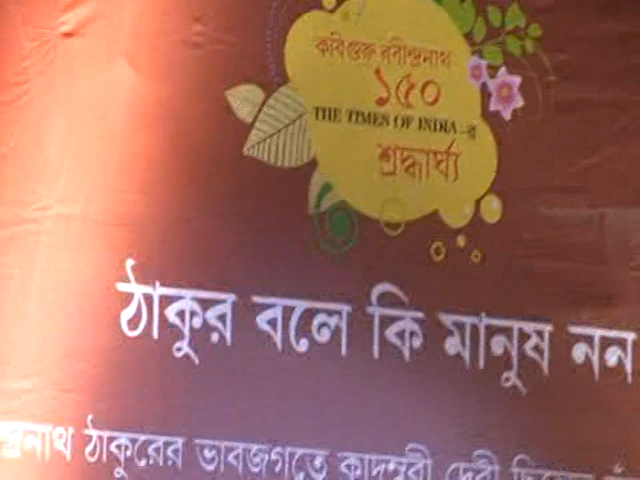 কবিগুরু রবীন্দ্রনাথ
১৫০
THE TIMES OF INDIA -র
শ্রদ্ধার্ঘ্য
ঠাকুর বলে কি মানুষ নন
ঠাকুরের ভাবজগতে কাদম্বরী দেবী